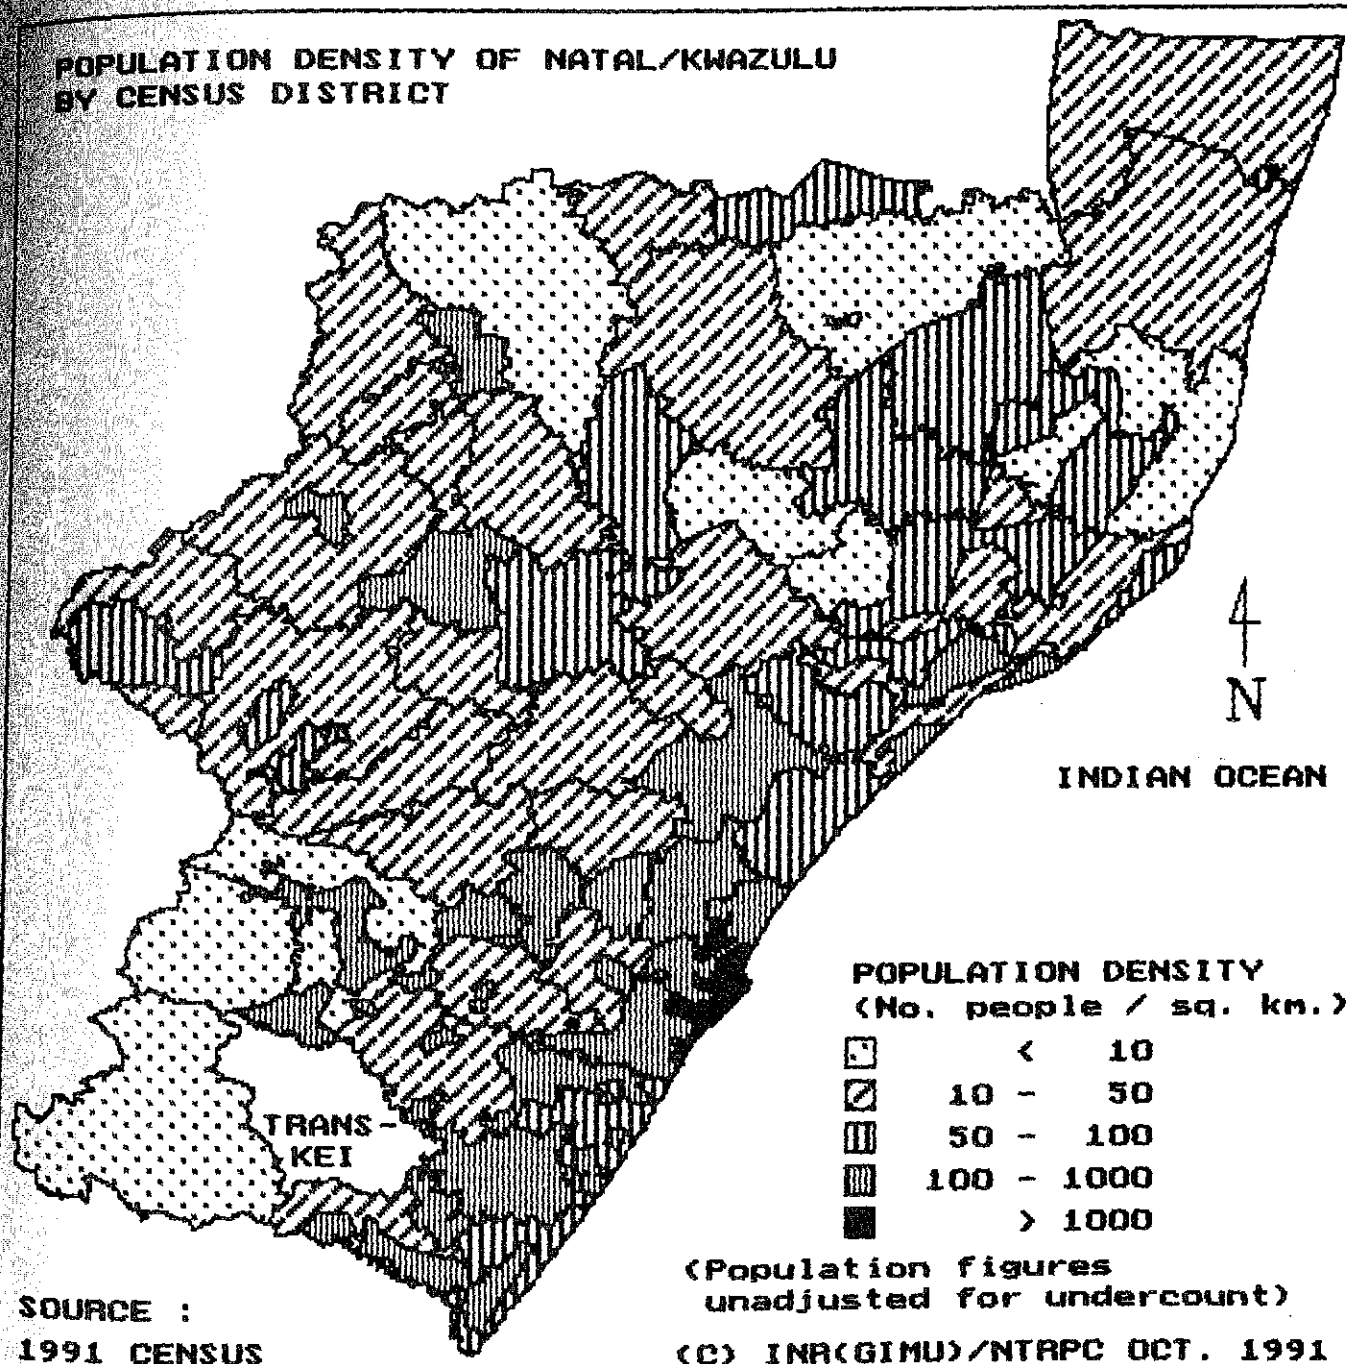 POPULATION DENSITY OF NATAL/KWAZULU
BY CENSUS DISTRICT
N
INDIAN OCEAN
TRANS-
KEI
POPULATION DENSITY
(No. people / sq. km.)
< 10
10 - 50
50 - 100
100 - 1000
> 1000
(Population figures
unadjusted for undercount)
SOURCE :
1991 CENSUS
(C) INR(GIMU)/NTRPC OCT. 1991